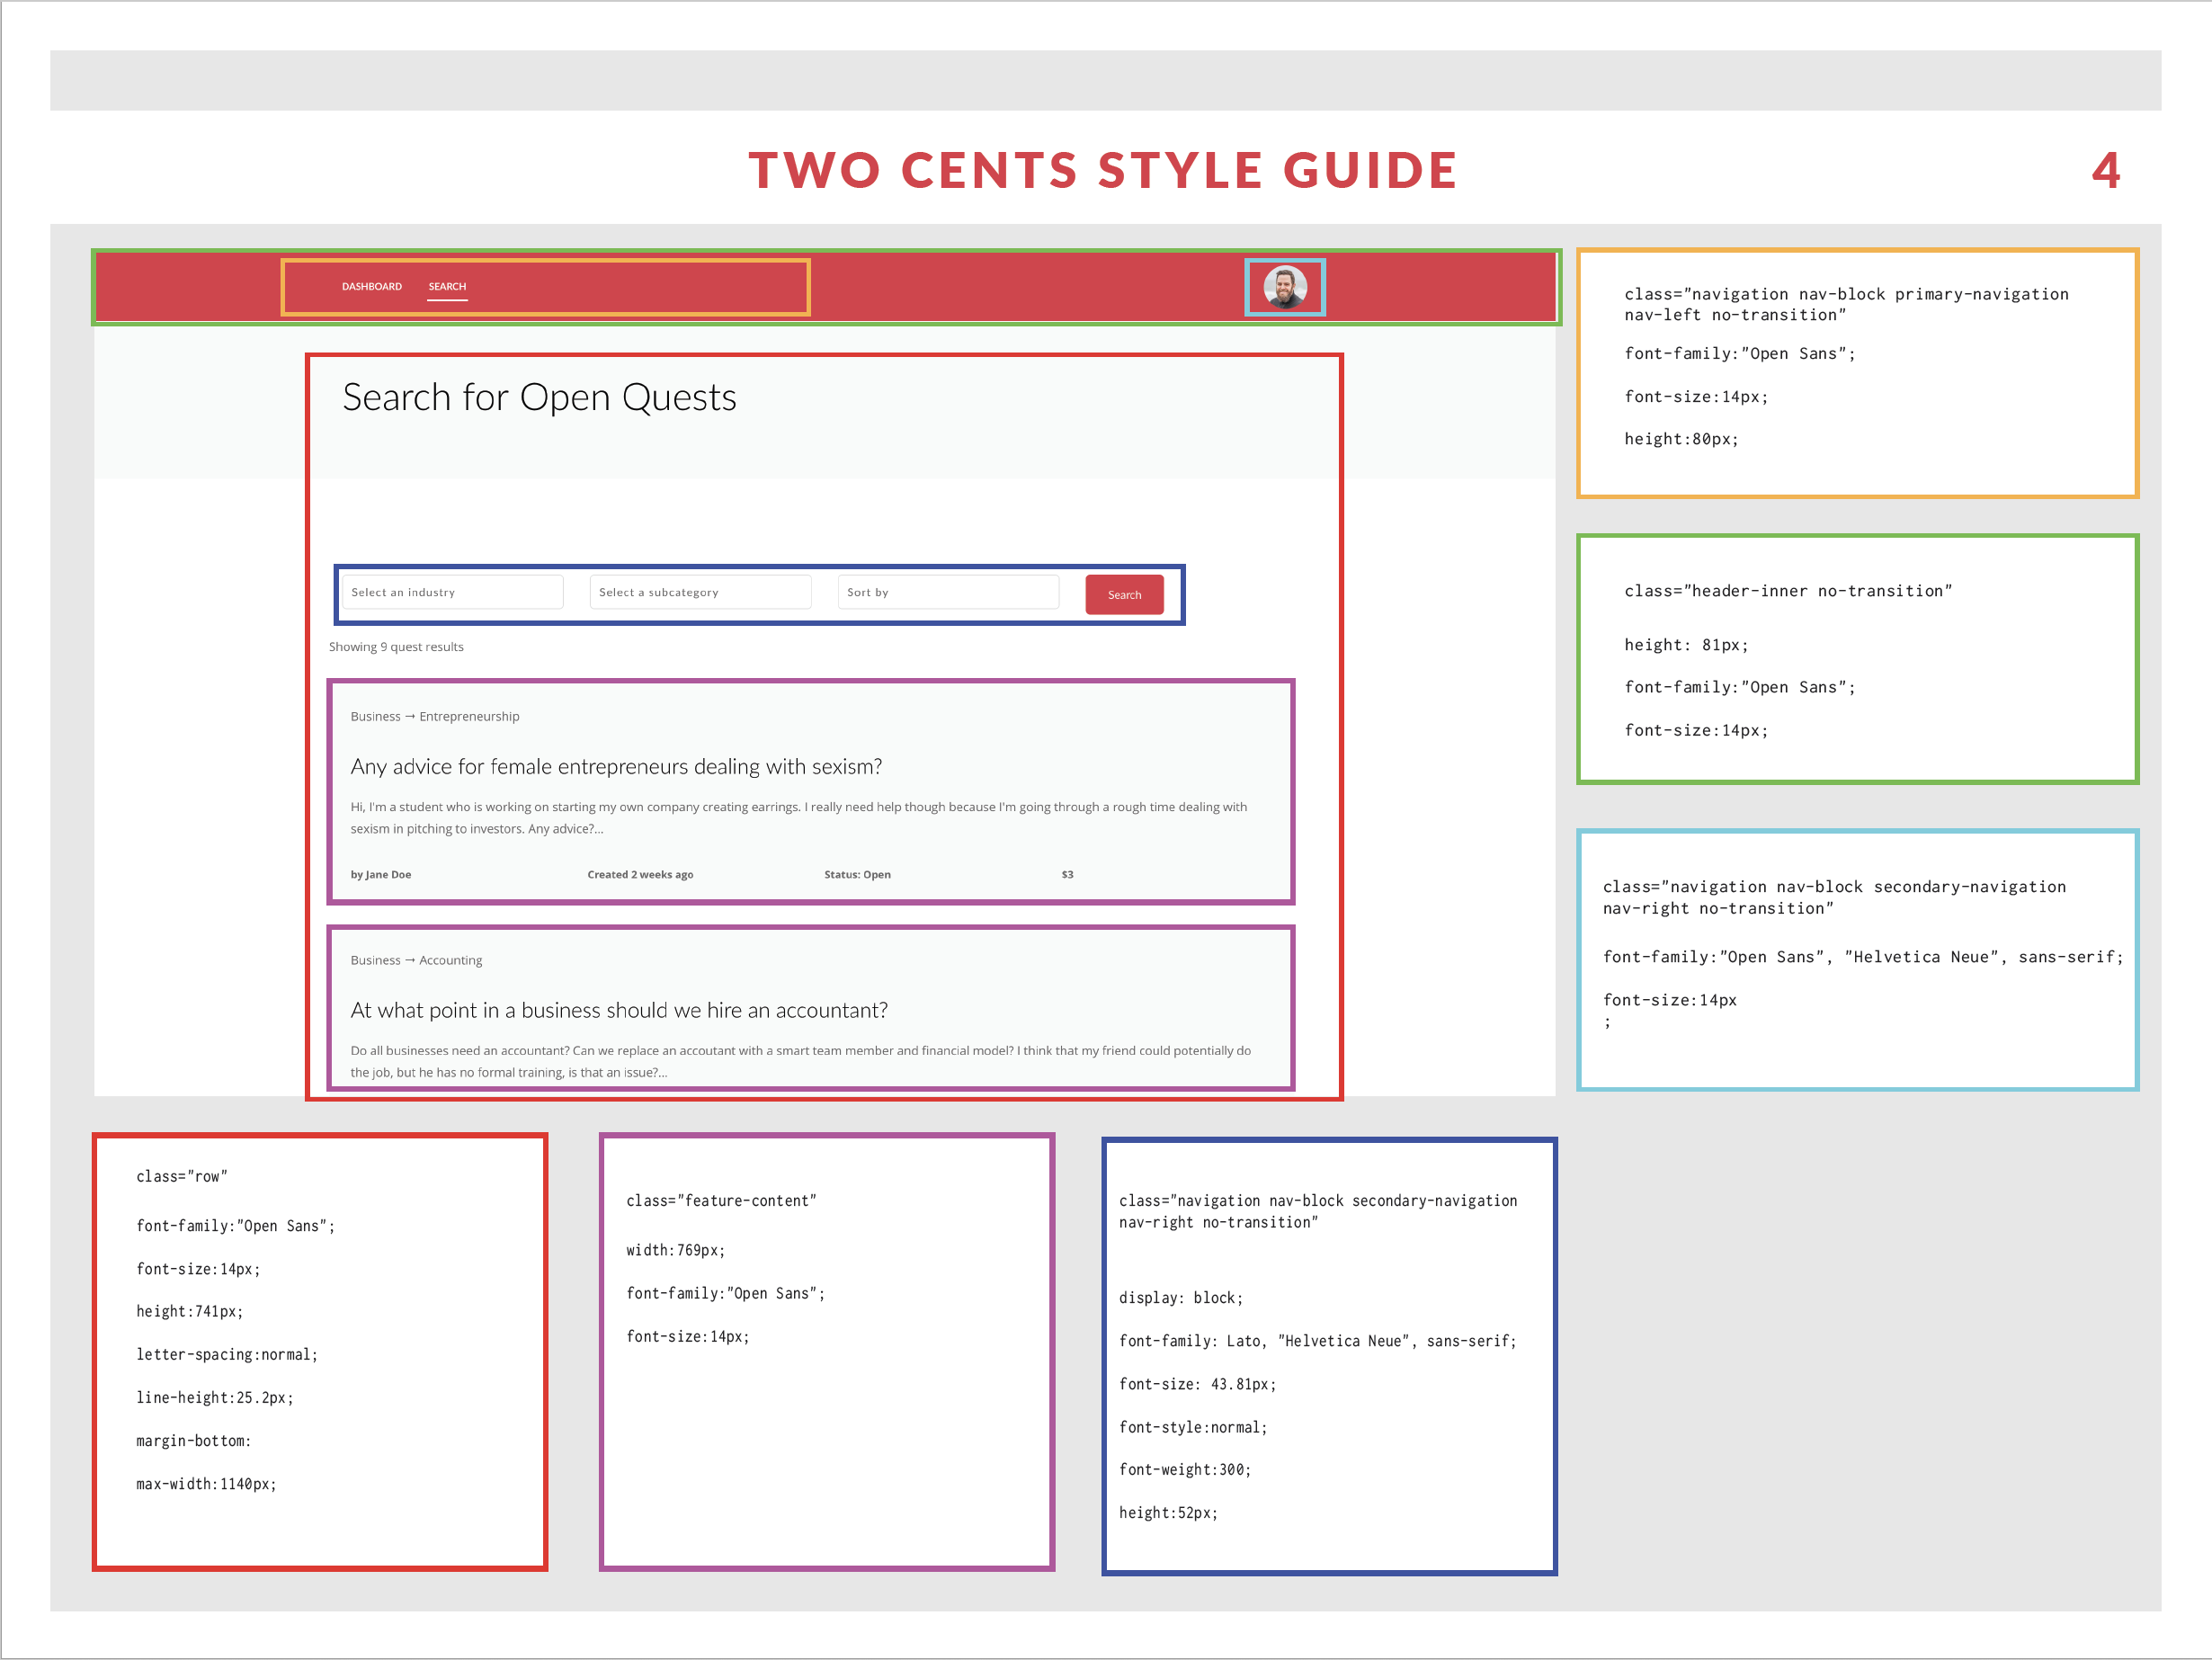 TWO CENTS STYLE GUIDE
4
DASHBOARD
SEARCH
Search for Open Quests
Select an industry
Select a subcategory
Sort by
Search
Showing 9 quest results
Business → Entrepreneurship
Any advice for female entrepreneurs dealing with sexism?
Hi, I'm a student who is working on starting my own company creating earrings. I really need help though because I'm going through a rough time dealing with
sexism in pitching to investors. Any advice?...
by Jane Doe
Created 2 weeks ago
Status: Open
$3
Business → Accounting
At what point in a business should we hire an accountant?
Do all businesses need an accountant? Can we replace an accoutant with a smart team member and financial model? I think that my friend could potentially do
the job, but he has no formal training, is that an issue?...
class="navigation nav-block primary-navigation
nav-left no-transition"
font-family:"Open Sans";
font-size:14px;
height:80px;
class="header-inner no-transition"
height: 81px;
font-family:"Open Sans";
font-size:14px;
class="navigation nav-block secondary-navigation
nav-right no-transition"
font-family:"Open Sans", "Helvetica Neue", sans-serif;
font-size:14px
;
class="row"
font-family:"Open Sans";
font-size:14px;
height:741px;
letter-spacing:normal;
line-height:25.2px;
margin-bottom:
max-width:1140px;
class="feature-content"
width:769px;
font-family:"Open Sans";
font-size:14px;
class="navigation nav-block secondary-navigation
nav-right no-transition"
display: block;
font-family: Lato, "Helvetica Neue", sans-serif;
font-size: 43.81px;
font-style:normal;
font-weight:300;
height:52px;